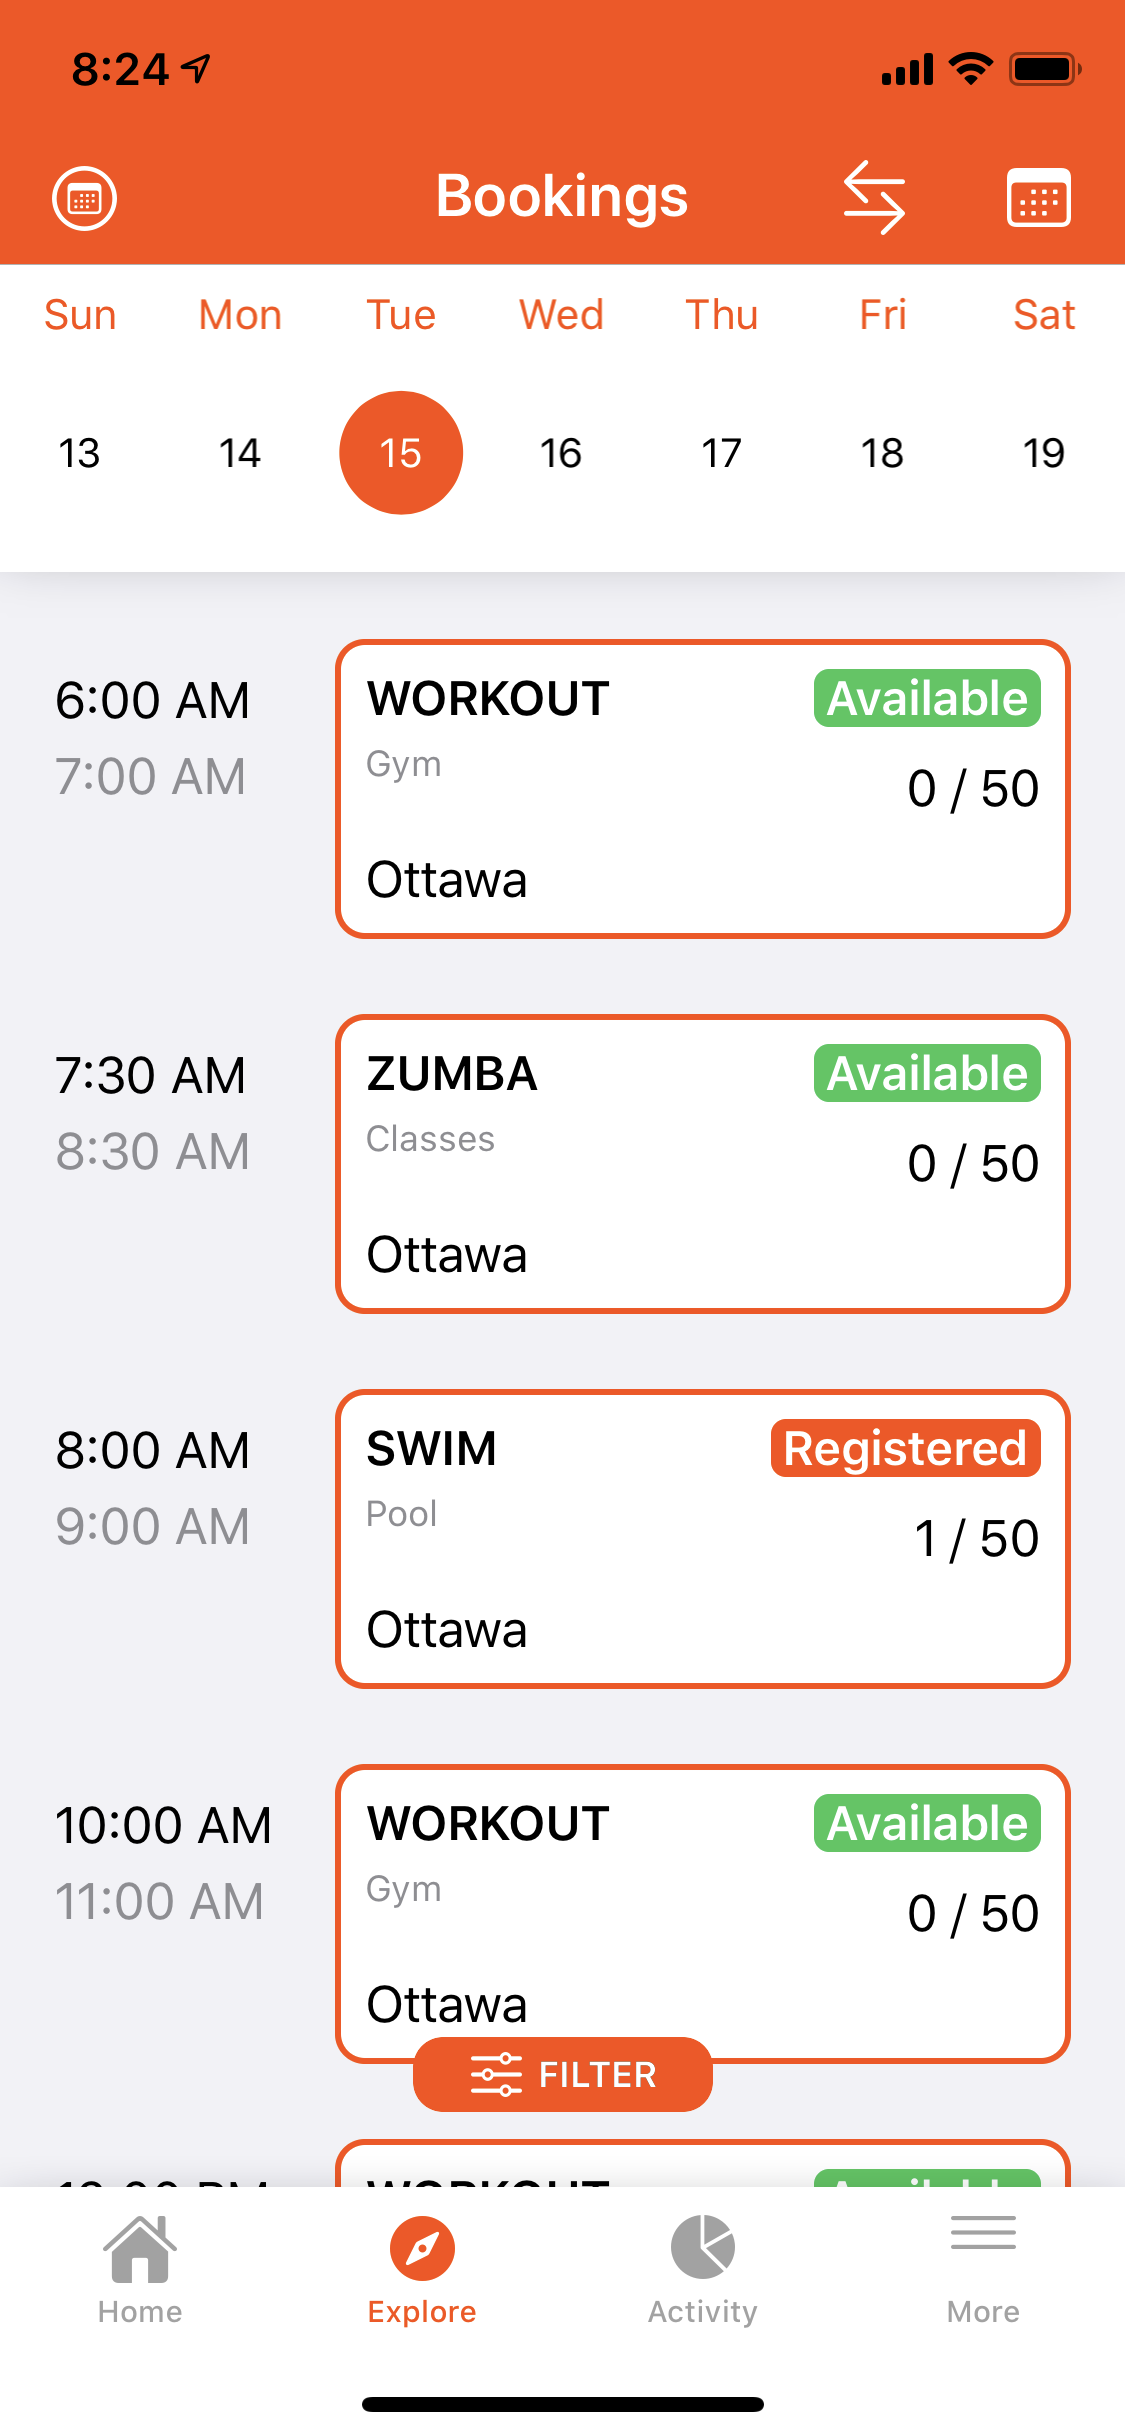 8:24
Bookings
Sun Mon Tue Wed Thu Fri Sat
13 14 15 16 17 18 19
6:00 AM
7:00 AM
WORKOUT
Available
Gym
0 / 50
Ottawa
7:30 AM
8:30 AM
ZUMBA
Available
Classes
0 / 50
Ottawa
8:00 AM
9:00 AM
SWIM
Registered
Pool
1 / 50
Ottawa
10:00 AM
11:00 AM
WORKOUT
Available
Gym
0 / 50
Ottawa
FILTER
WORKOUT
Available
Home Explore Activity More